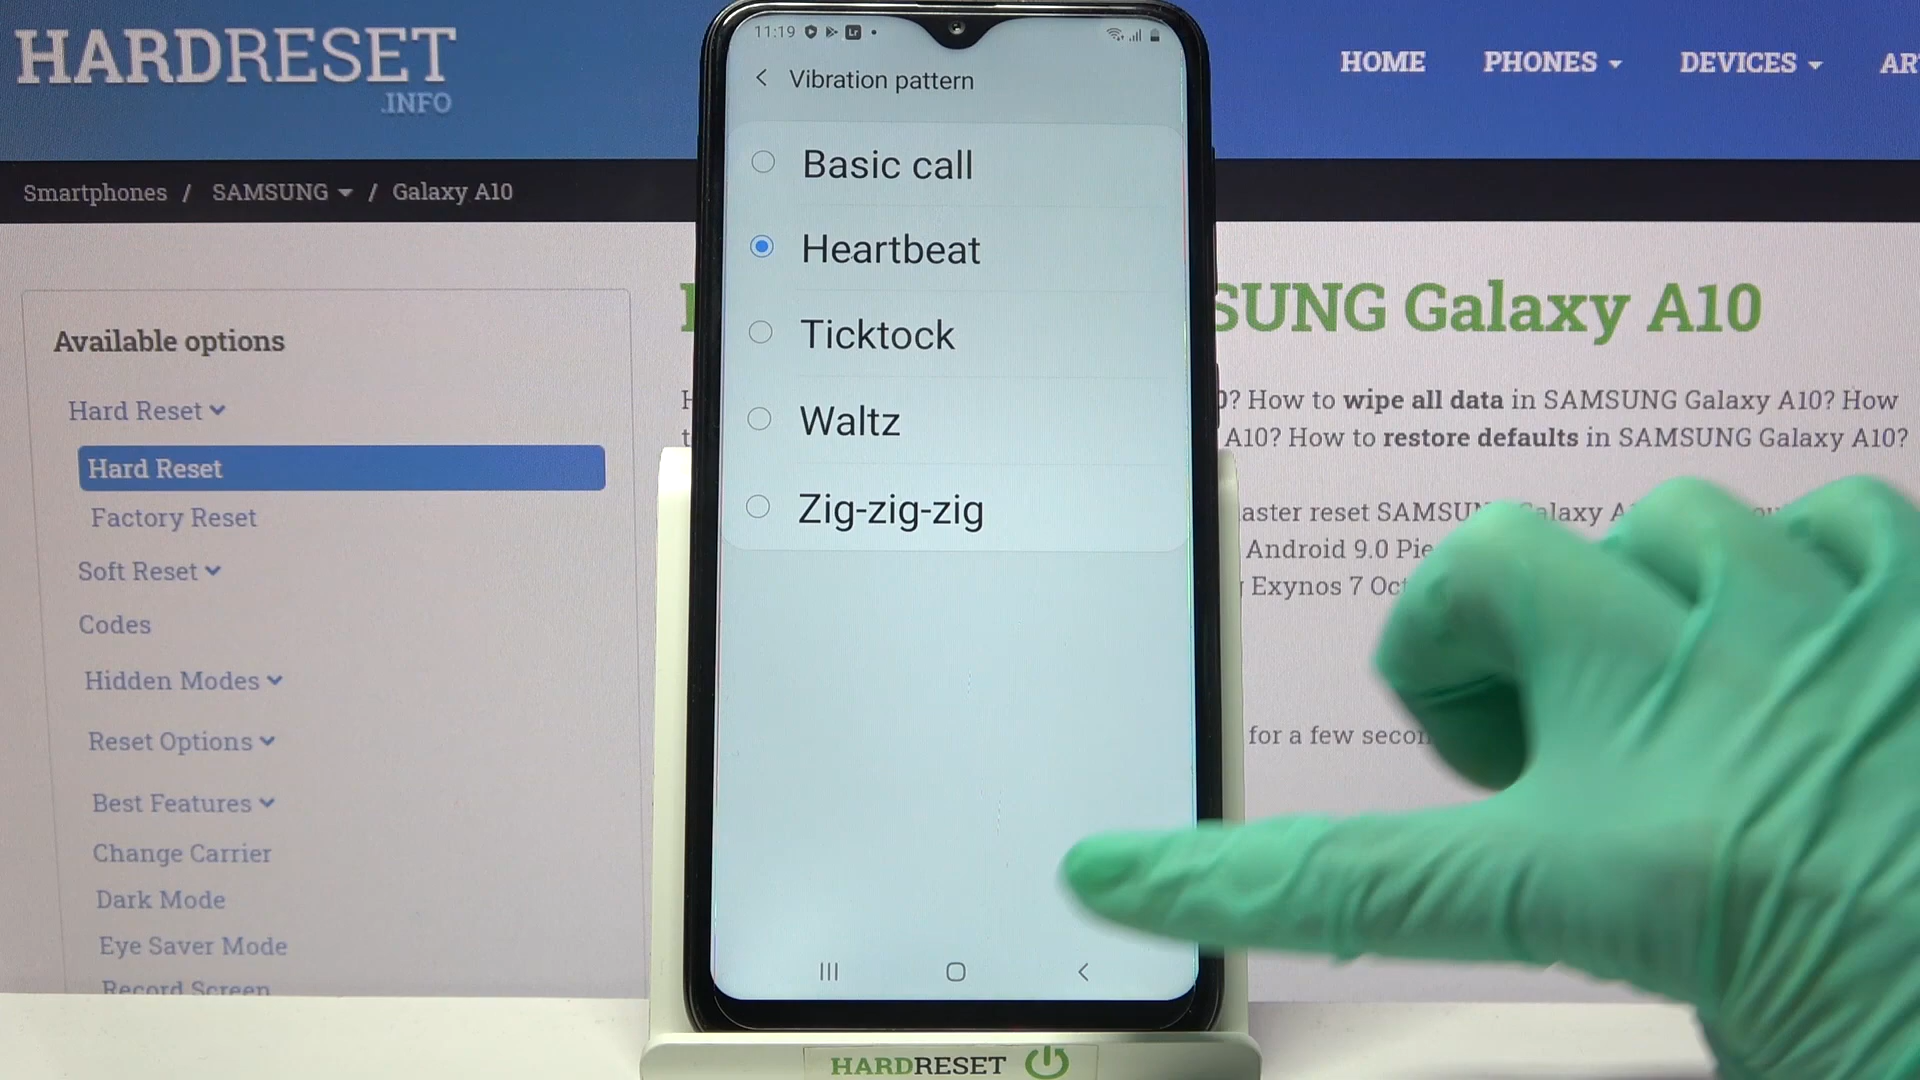 HARDRESET
.INFO
HOME PHONES DEVICES
Smartphones / SAMSUNG / Galaxy A10
Available options
Hard Reset
Hard Reset
Factory Reset
Soft Reset
Codes
Hidden Modes
Reset Options
Best Features
Change Carrier
Dark Mode
Eye Saver Mode
Record Screen
11:19
Vibration pattern
Basic call
Heartbeat
Ticktock
Waltz
Zig-zig-zig
SUNG Galaxy A10
? How to wipe all data in SAMSUNG Galaxy A10? How
A10? How to restore defaults in SAMSUNG Galaxy A10?
aster reset SAMSUNG Galaxy
Android 9.0 Pie
Exynos 7
for a few
HARDRESET